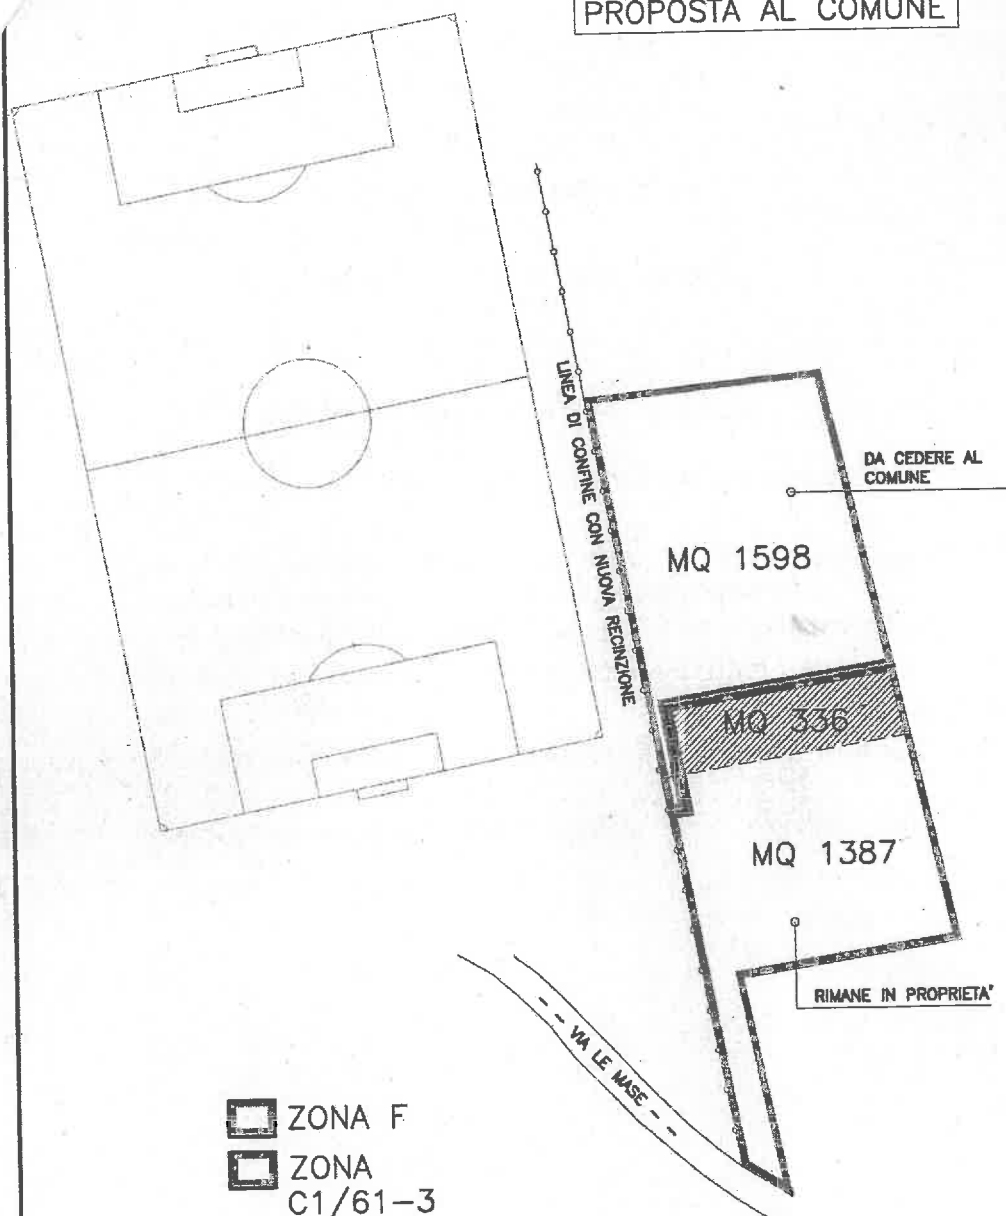 PROPOSTA AL COMUNE
LINEA DI CONFINE CON NUOVA RECINZIONE
DA CEDERE AL
COMUNE
MQ 1598
MQ 336
MQ 1387
RIMANE IN PROPRIETA'
-- VIA LE MASE --
ZONA F
ZONA
C1/61-3